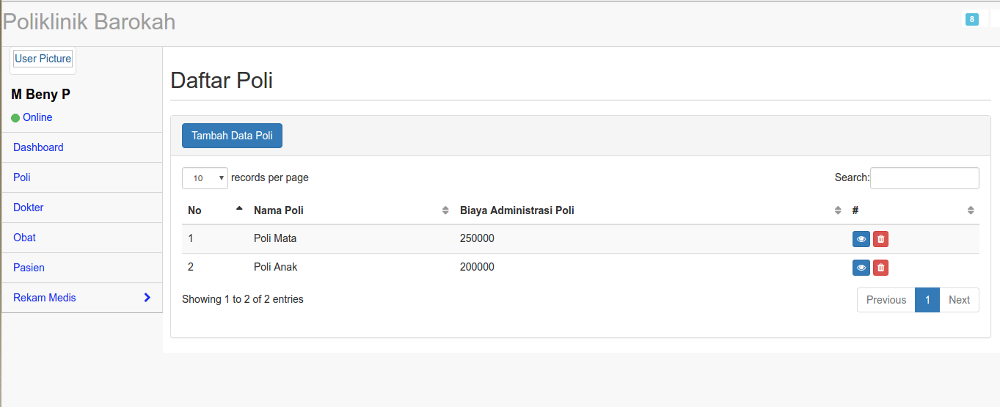 Poliklinik Barokah
8
User Picture
M Beny P
Online
Dashboard
Poli
Dokter
Obat
Pasien
Rekam Medis
Daftar Poli
Tambah Data Poli
10 records per page Search:
No Nama Poli Biaya Administrasi Poli #
1 Poli Mata 250000
2 Poli Anak 200000
Showing 1 to 2 of 2 entries Previous 1 Next